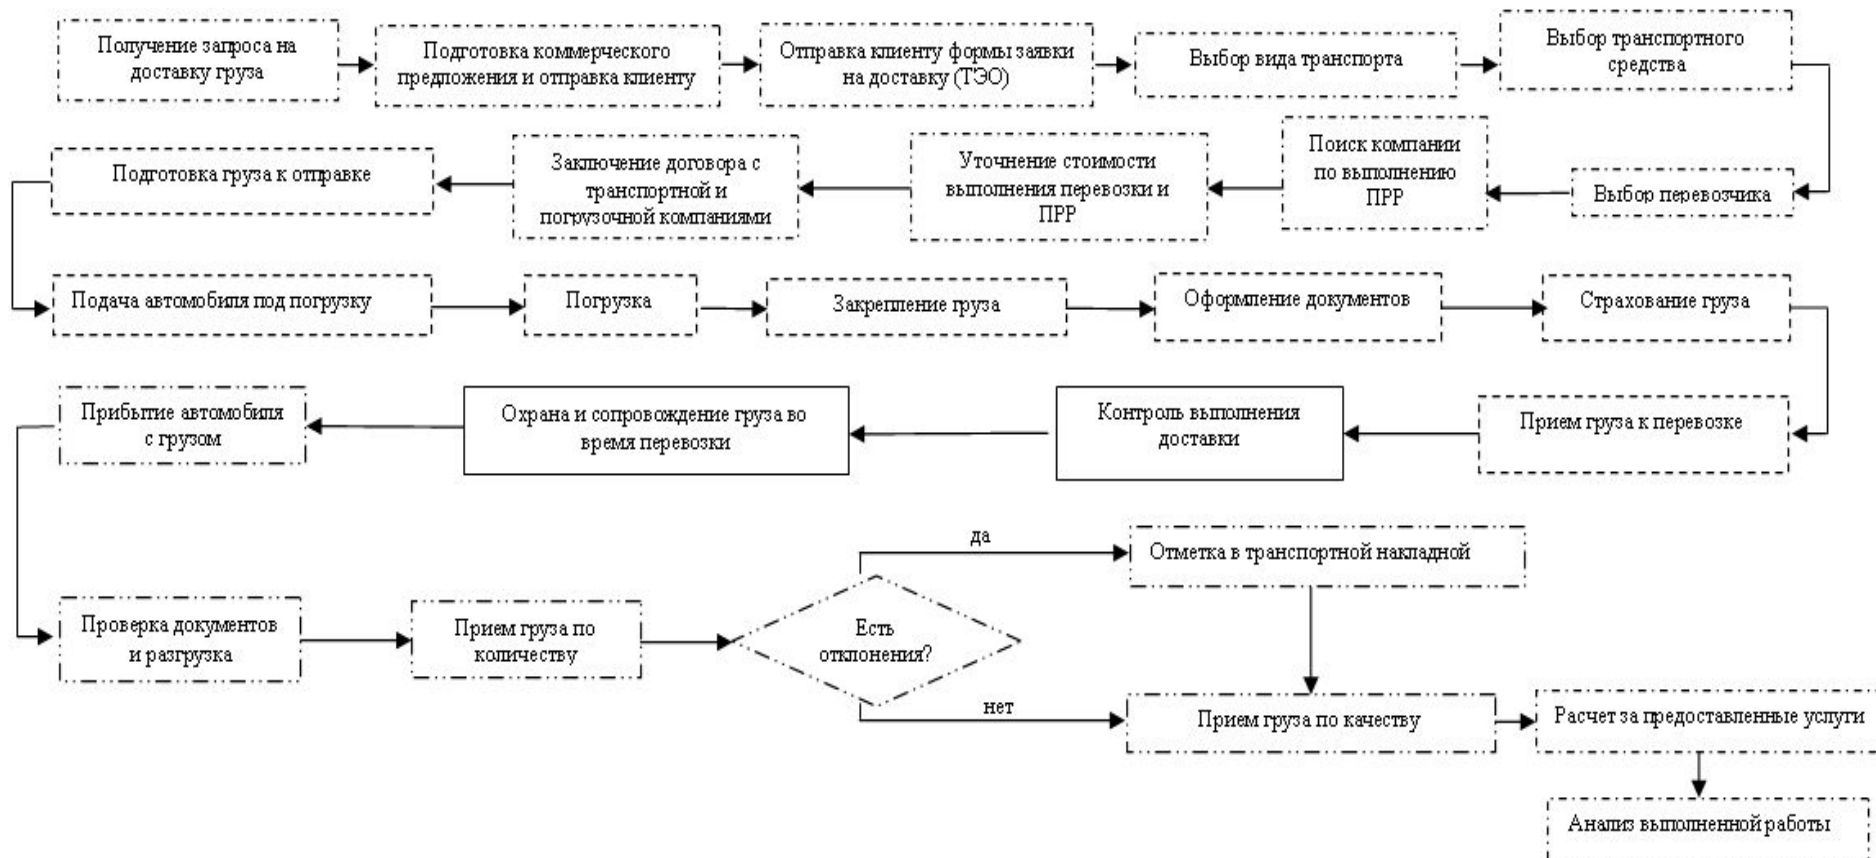 Получение запроса на
доставку груза
Подготовка коммерческого
предложения и отправка клиенту
Отправка клиенту формы заявки
на доставку (ТЭО)
Выбор вида транспорта
Выбор транспортного
средства
Выбор перевозчика
Поиск компании
по выполнению
ПРР
Уточнение стоимости
выполнения перевозки и
ПРР
Заключение договора с
транспортной и
погрузочной компаниями
Подготовка груза к отправке
Подача автомобиля под погрузку
Погрузка
Закрепление груза
Оформление документов
Страхование груза
Прием груза к перевозке
Контроль выполнения
доставки
Охрана и сопровождение груза во
время перевозки
Прибытие автомобиля
с грузом
Проверка документов
и разгрузка
Прием груза по
количеству
Есть
отклонения?
да
Отметка в транспортной накладной
нет
Прием груза по качеству
Расчет за предоставленные услуги
Анализ выполненной работы